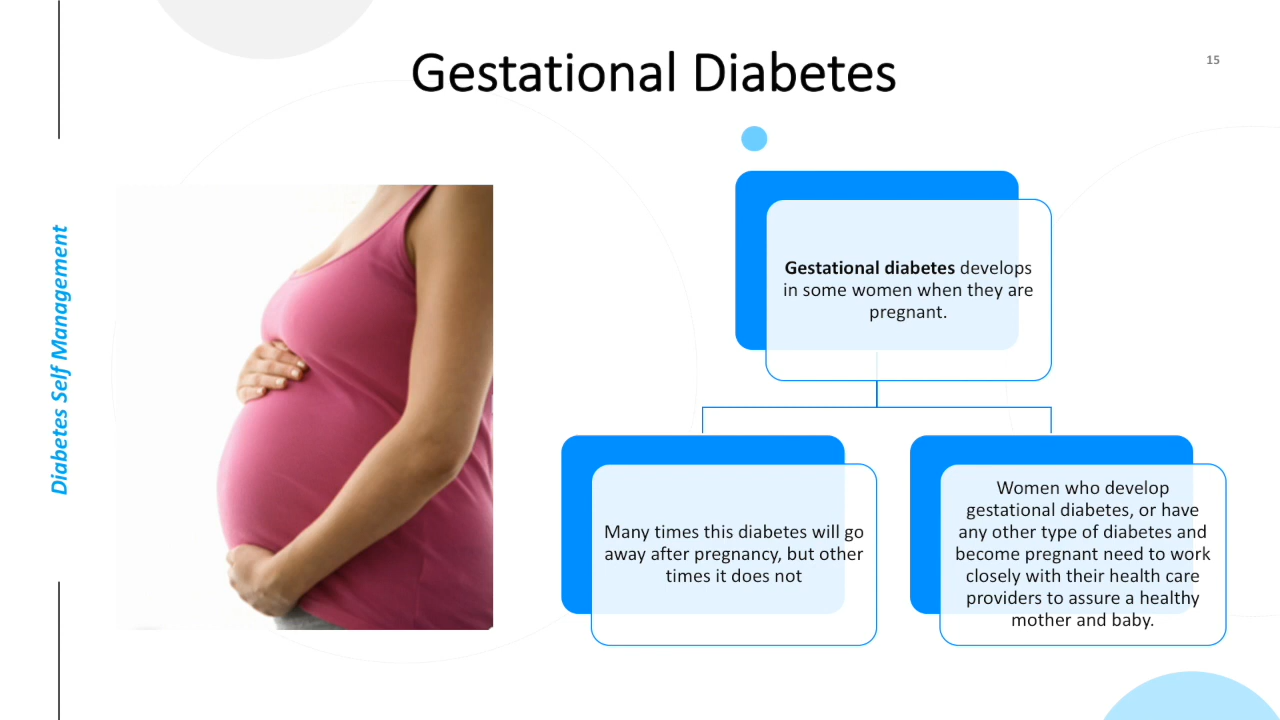 Gestational Diabetes
15
Diabetes Self Management
Gestational diabetes develops
in some women when they are
pregnant.
Many times this diabetes will go
away after pregnancy, but other
times it does not
Women who develop
gestational diabetes, or have
any other type of diabetes and
become pregnant need to work
closely with their health care
providers to assure a healthy
mother and baby.